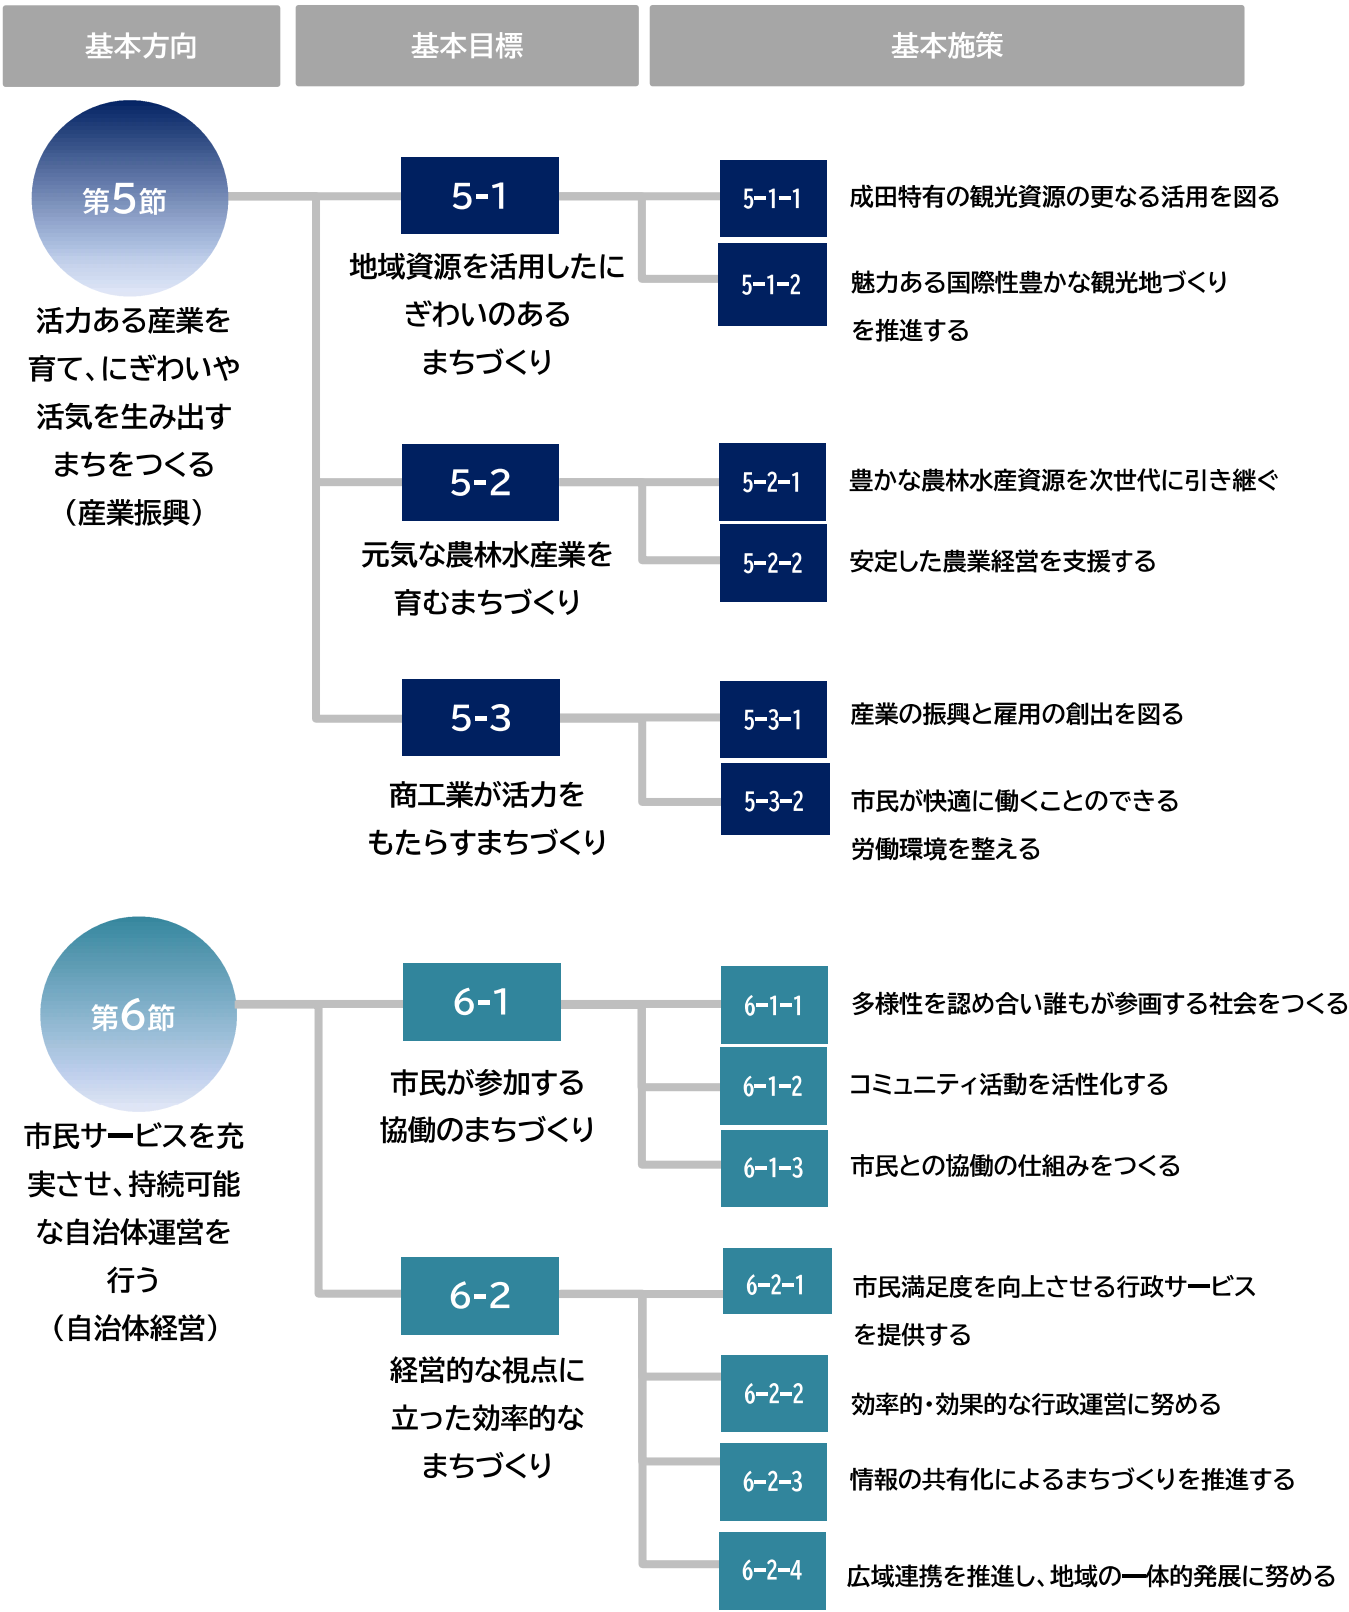 基本方向
基本目標
基本施策
第5節
活力ある産業を
育て、にぎわいや
活気を生み出す
まちをつくる
（産業振興）
5-1
地域資源を活用したに
ぎわいのある
まちづくり
5-1-1
成田特有の観光資源の更なる活用を図る
5-1-2
魅力ある国際性豊かな観光地づくり
を推進する
5-2
元気な農林水産業を
育むまちづくり
5-2-1
豊かな農林水産資源を次世代に引き継ぐ
5-2-2
安定した農業経営を支援する
5-3
商工業が活力を
もたらすまちづくり
5-3-1
産業の振興と雇用の創出を図る
5-3-2
市民が快適に働くことのできる
労働環境を整える
第6節
市民サービスを充
実させ、持続可能
な自治体運営を
行う
（自治体経営）
6-1
市民が参加する
協働のまちづくり
6-1-1
多様性を認め合い誰もが参画する社会をつくる
6-1-2
コミュニティ活動を活性化する
6-1-3
市民との協働の仕組みをつくる
6-2
経営的な視点に
立った効率的な
まちづくり
6-2-1
市民満足度を向上させる行政サービス
を提供する
6-2-2
効率的・効果的な行政運営に努める
6-2-3
情報の共有化によるまちづくりを推進する
6-2-4
広域連携を推進し、地域の一体的発展に努める